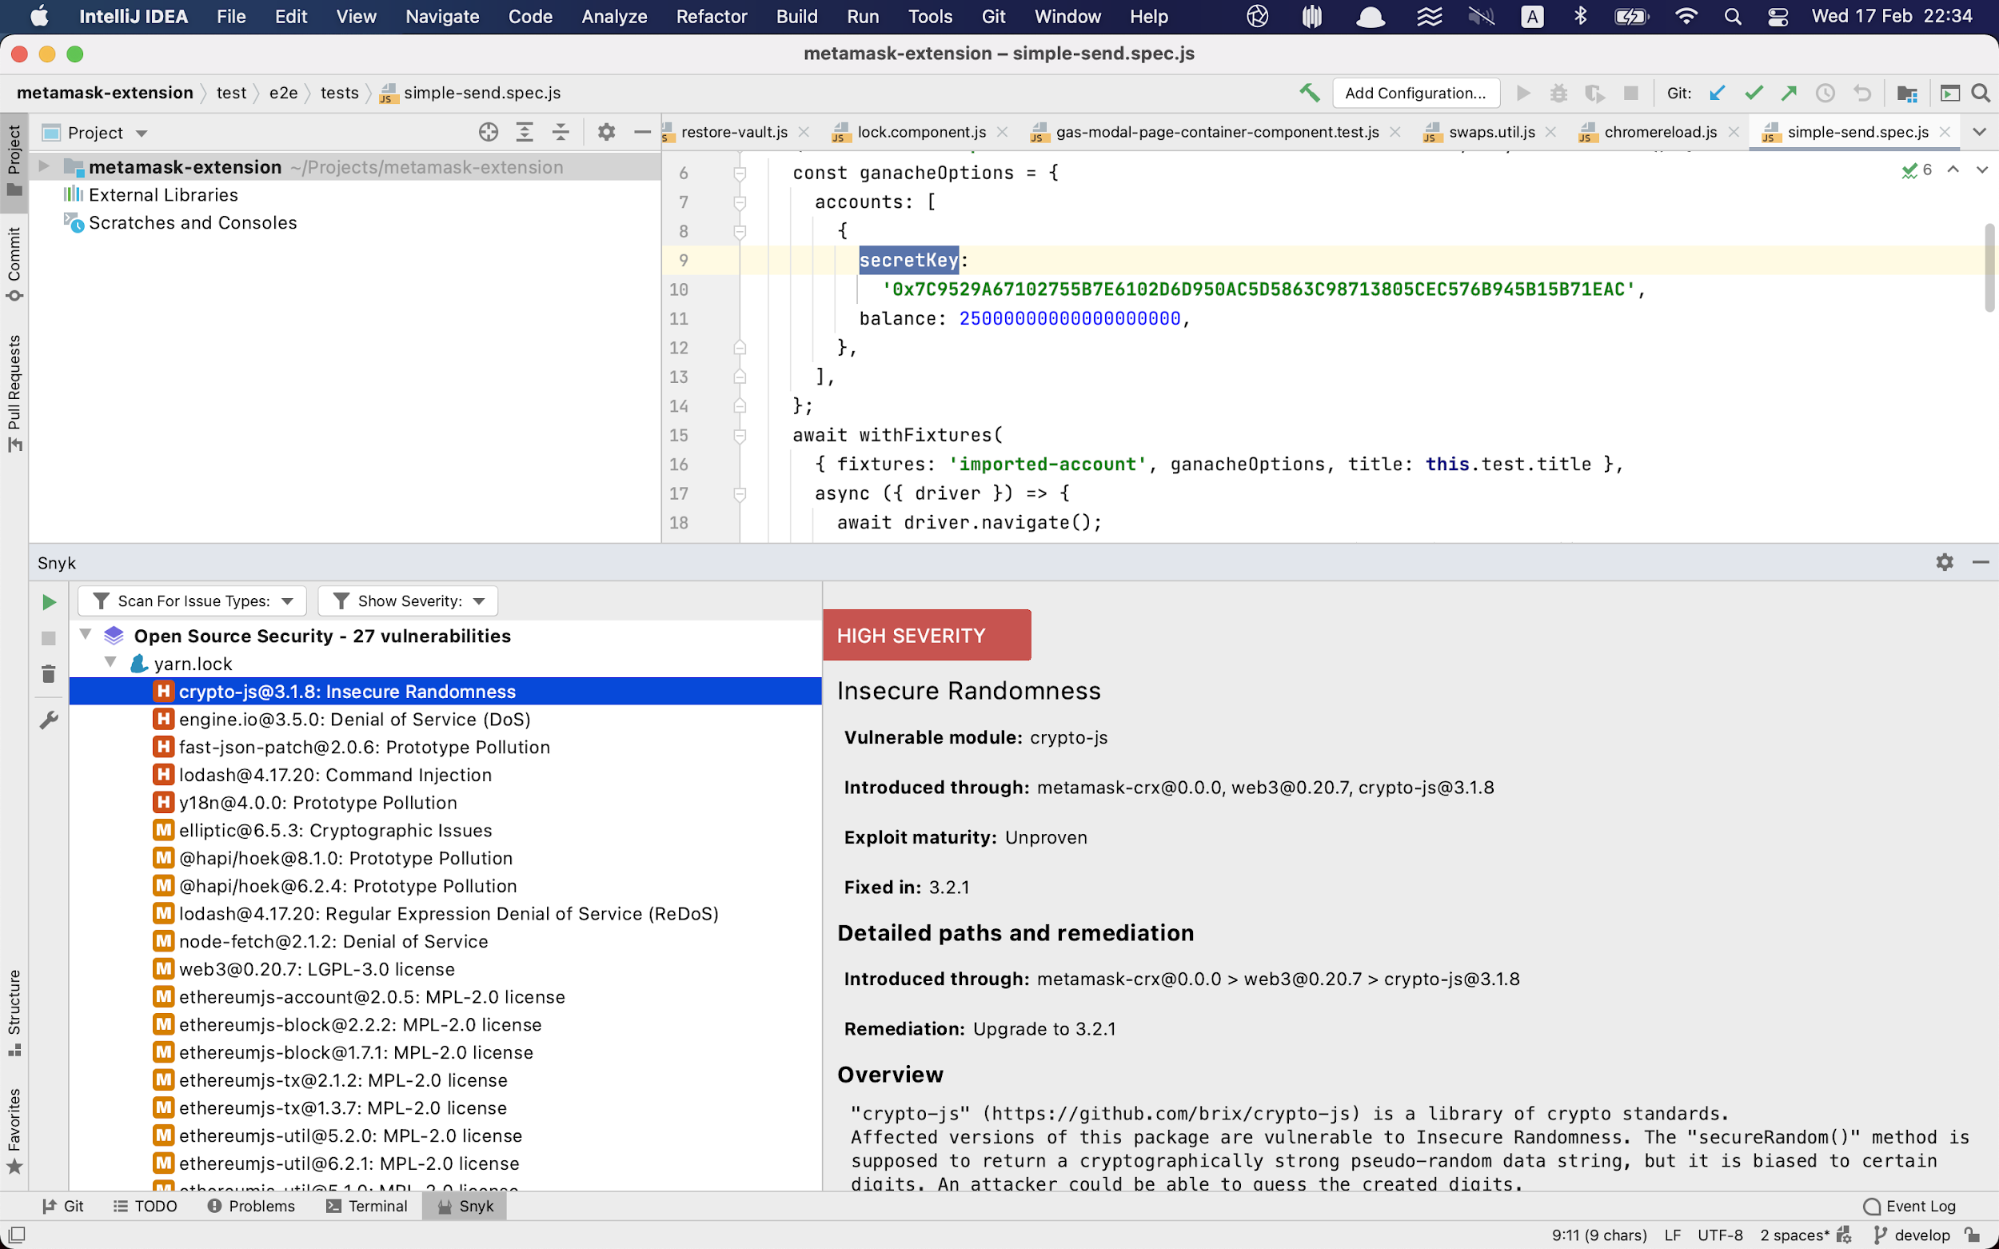 IntelliJ IDEA File Edit View Navigate Code Analyze Refactor Build Run Tools Git Window Help A Wed 17 Feb 22:34
metamask-extension – simple-send.spec.js
metamask-extension test e2e tests simple-send.spec.js Add Configuration... Git:
Project
restore-vault.js lock.component.js gas-modal-page-container-component.test.js swaps.util.js chromereload.js simple-send.spec.js
metamask-extension ~/Projects/metamask-extension
External Libraries
Scratches and Consoles
Project
Commit
Pull Requests
Structure
Favorites
6 const ganacheOptions = {
7 accounts: [
8 {
9 secretKey:
10 '0x7C9529A67102755B7E6102D6D950AC5D5863C98713805CEC576B945B15B71EAC',
11 balance: 25000000000000000000,
12 },
13 ],
14 };
15 await withFixtures(
16 { fixtures: 'imported-account', ganacheOptions, title: this.test.title },
17 async ({ driver }) => {
18 await driver.navigate();
6
Snyk
Scan For Issue Types: Show Severity:
Open Source Security - 27 vulnerabilities
yarn.lock
H crypto-js@3.1.8: Insecure Randomness
H engine.io@3.5.0: Denial of Service (DoS)
H fast-json-patch@2.0.6: Prototype Pollution
H lodash@4.17.20: Command Injection
H y18n@4.0.0: Prototype Pollution
M elliptic@6.5.3: Cryptographic Issues
M @hapi/hoek@8.1.0: Prototype Pollution
M @hapi/hoek@6.2.4: Prototype Pollution
M lodash@4.17.20: Regular Expression Denial of Service (ReDoS)
M node-fetch@2.1.2: Denial of Service
M web3@0.20.7: LGPL-3.0 license
M ethereumjs-account@2.0.5: MPL-2.0 license
M ethereumjs-block@2.2.2: MPL-2.0 license
M ethereumjs-block@1.7.1: MPL-2.0 license
M ethereumjs-tx@2.1.2: MPL-2.0 license
M ethereumjs-tx@1.3.7: MPL-2.0 license
M ethereumjs-util@5.2.0: MPL-2.0 license
M ethereumjs-util@6.2.1: MPL-2.0 license
M ethereumjs-util@5.1.0: MPL-2.0 license
HIGH SEVERITY
Insecure Randomness
Vulnerable module: crypto-js
Introduced through: metamask-crx@0.0.0, web3@0.20.7, crypto-js@3.1.8
Exploit maturity: Unproven
Fixed in: 3.2.1
Detailed paths and remediation
Introduced through: metamask-crx@0.0.0 > web3@0.20.7 > crypto-js@3.1.8
Remediation: Upgrade to 3.2.1
Overview
"crypto-js" (https://github.com/brix/crypto-js) is a library of crypto standards.
Affected versions of this package are vulnerable to Insecure Randomness. The "secureRandom()" method is
supposed to return a cryptographically strong pseudo-random data string, but it is biased to certain
digits. An attacker could be able to guess the created digits.
Git TODO Problems Terminal Snyk Event Log
9:11 (9 chars) LF UTF-8 2 spaces* develop